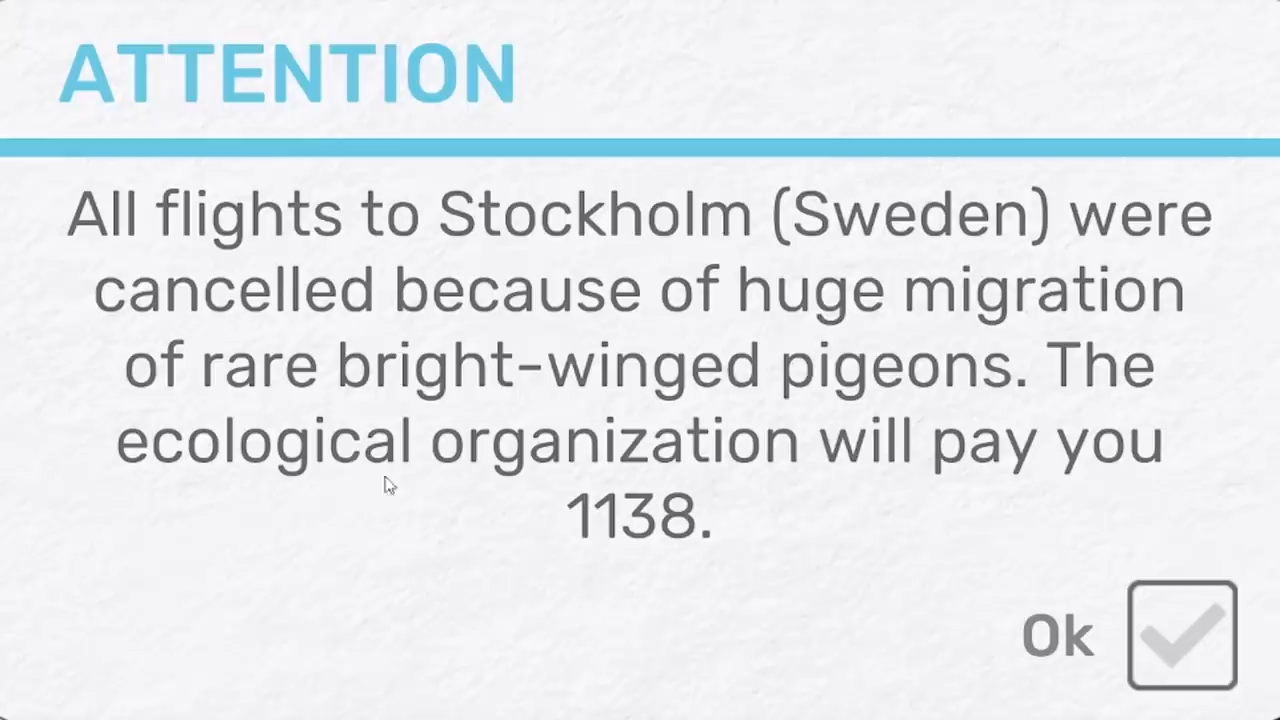 ATTENTION
All flights to Stockholm (Sweden) were
cancelled because of huge migration
of rare bright-winged pigeons. The
ecological organization will pay you
1138.
Ok